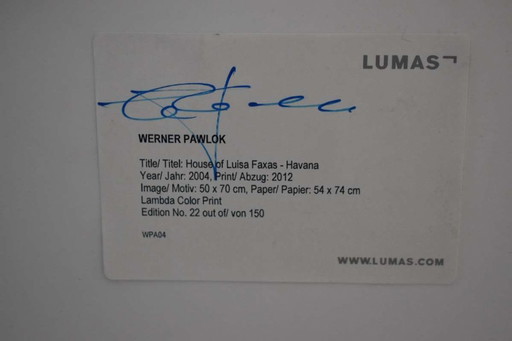 LUMAS
WERNER PAWLOK
Title/ Titel: House of Luisa Faxas - Havana
Year/ Jahr: 2004, Print/ Abzug: 2012
Image/ Motiv: 50 x 70 cm, Paper/ Papier: 54 x 74 cm
Lambda Color Print
Edition No. 22 out of/ von 150
WPA04
WWW.LUMAS.COM